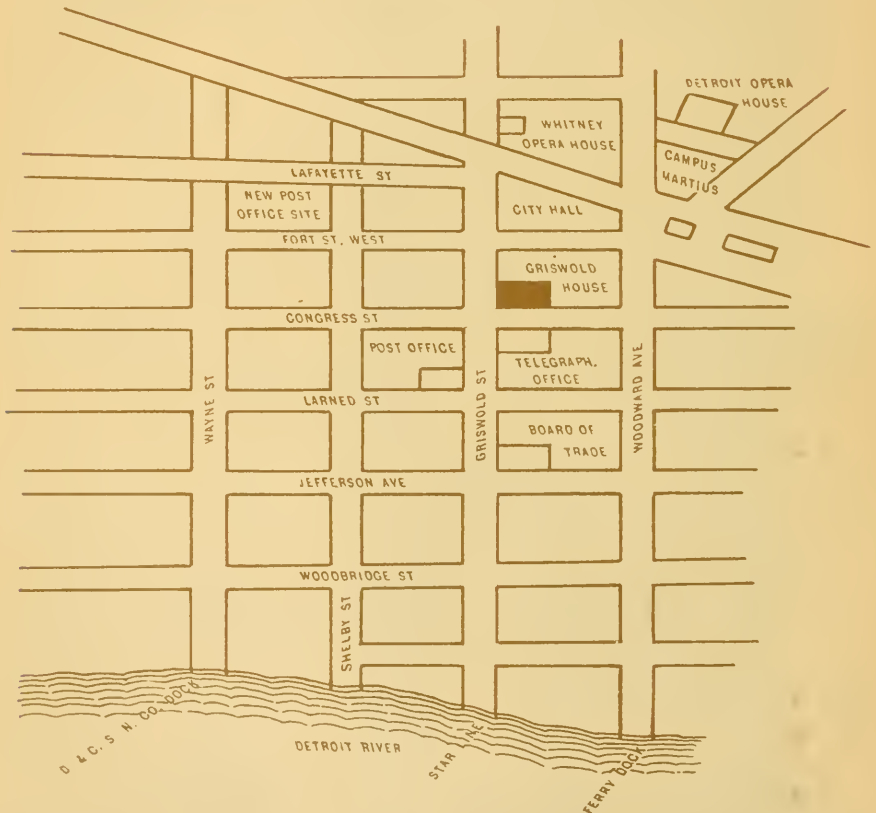 DETROIT OPERA
HOUSE
WHITNEY
OPERA HOUSE
CAMPUS
MARTIUS
LAFAYETTE ST
NEW POST
OFFICE SITE
CITY HALL
FORT ST. WEST
GRISWOLD
HOUSE
CONGRESS ST
POST OFFICE
TELEGRAPH.
OFFICE
WAYNE ST
LARNED ST
GRISWOLD ST
WOODWARD AVE
BOARD OF
TRADE
JEFFERSON AVE
WOODBRIDGE ST
SHELBY ST
D & C. S. N. CO. DOCK
DETROIT RIVER
STAR LINE
FERRY DOCK